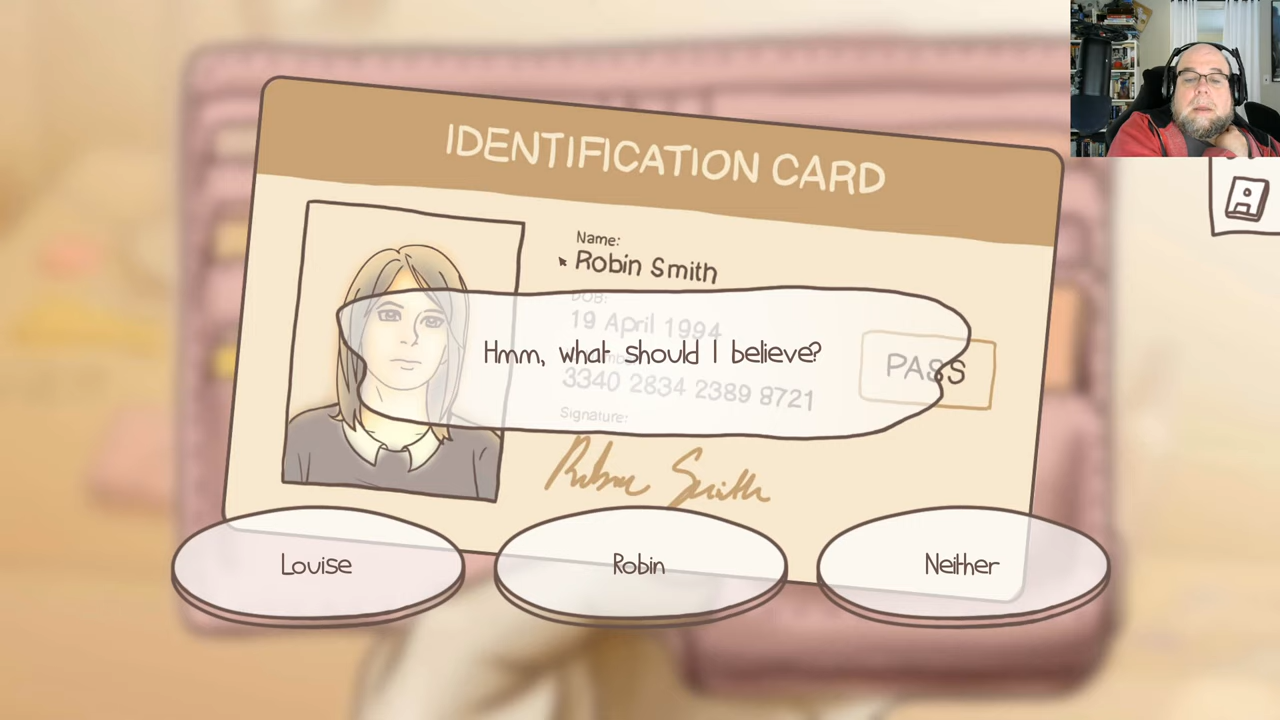 IDENTIFICATION CARD
Name:
Robin Smith
DOB:
19 April 1994
Hmm, what should I believe?
3340 2834 2389 8721
PASS
Signature:
Robin Smith
Louise
Robin
Neither